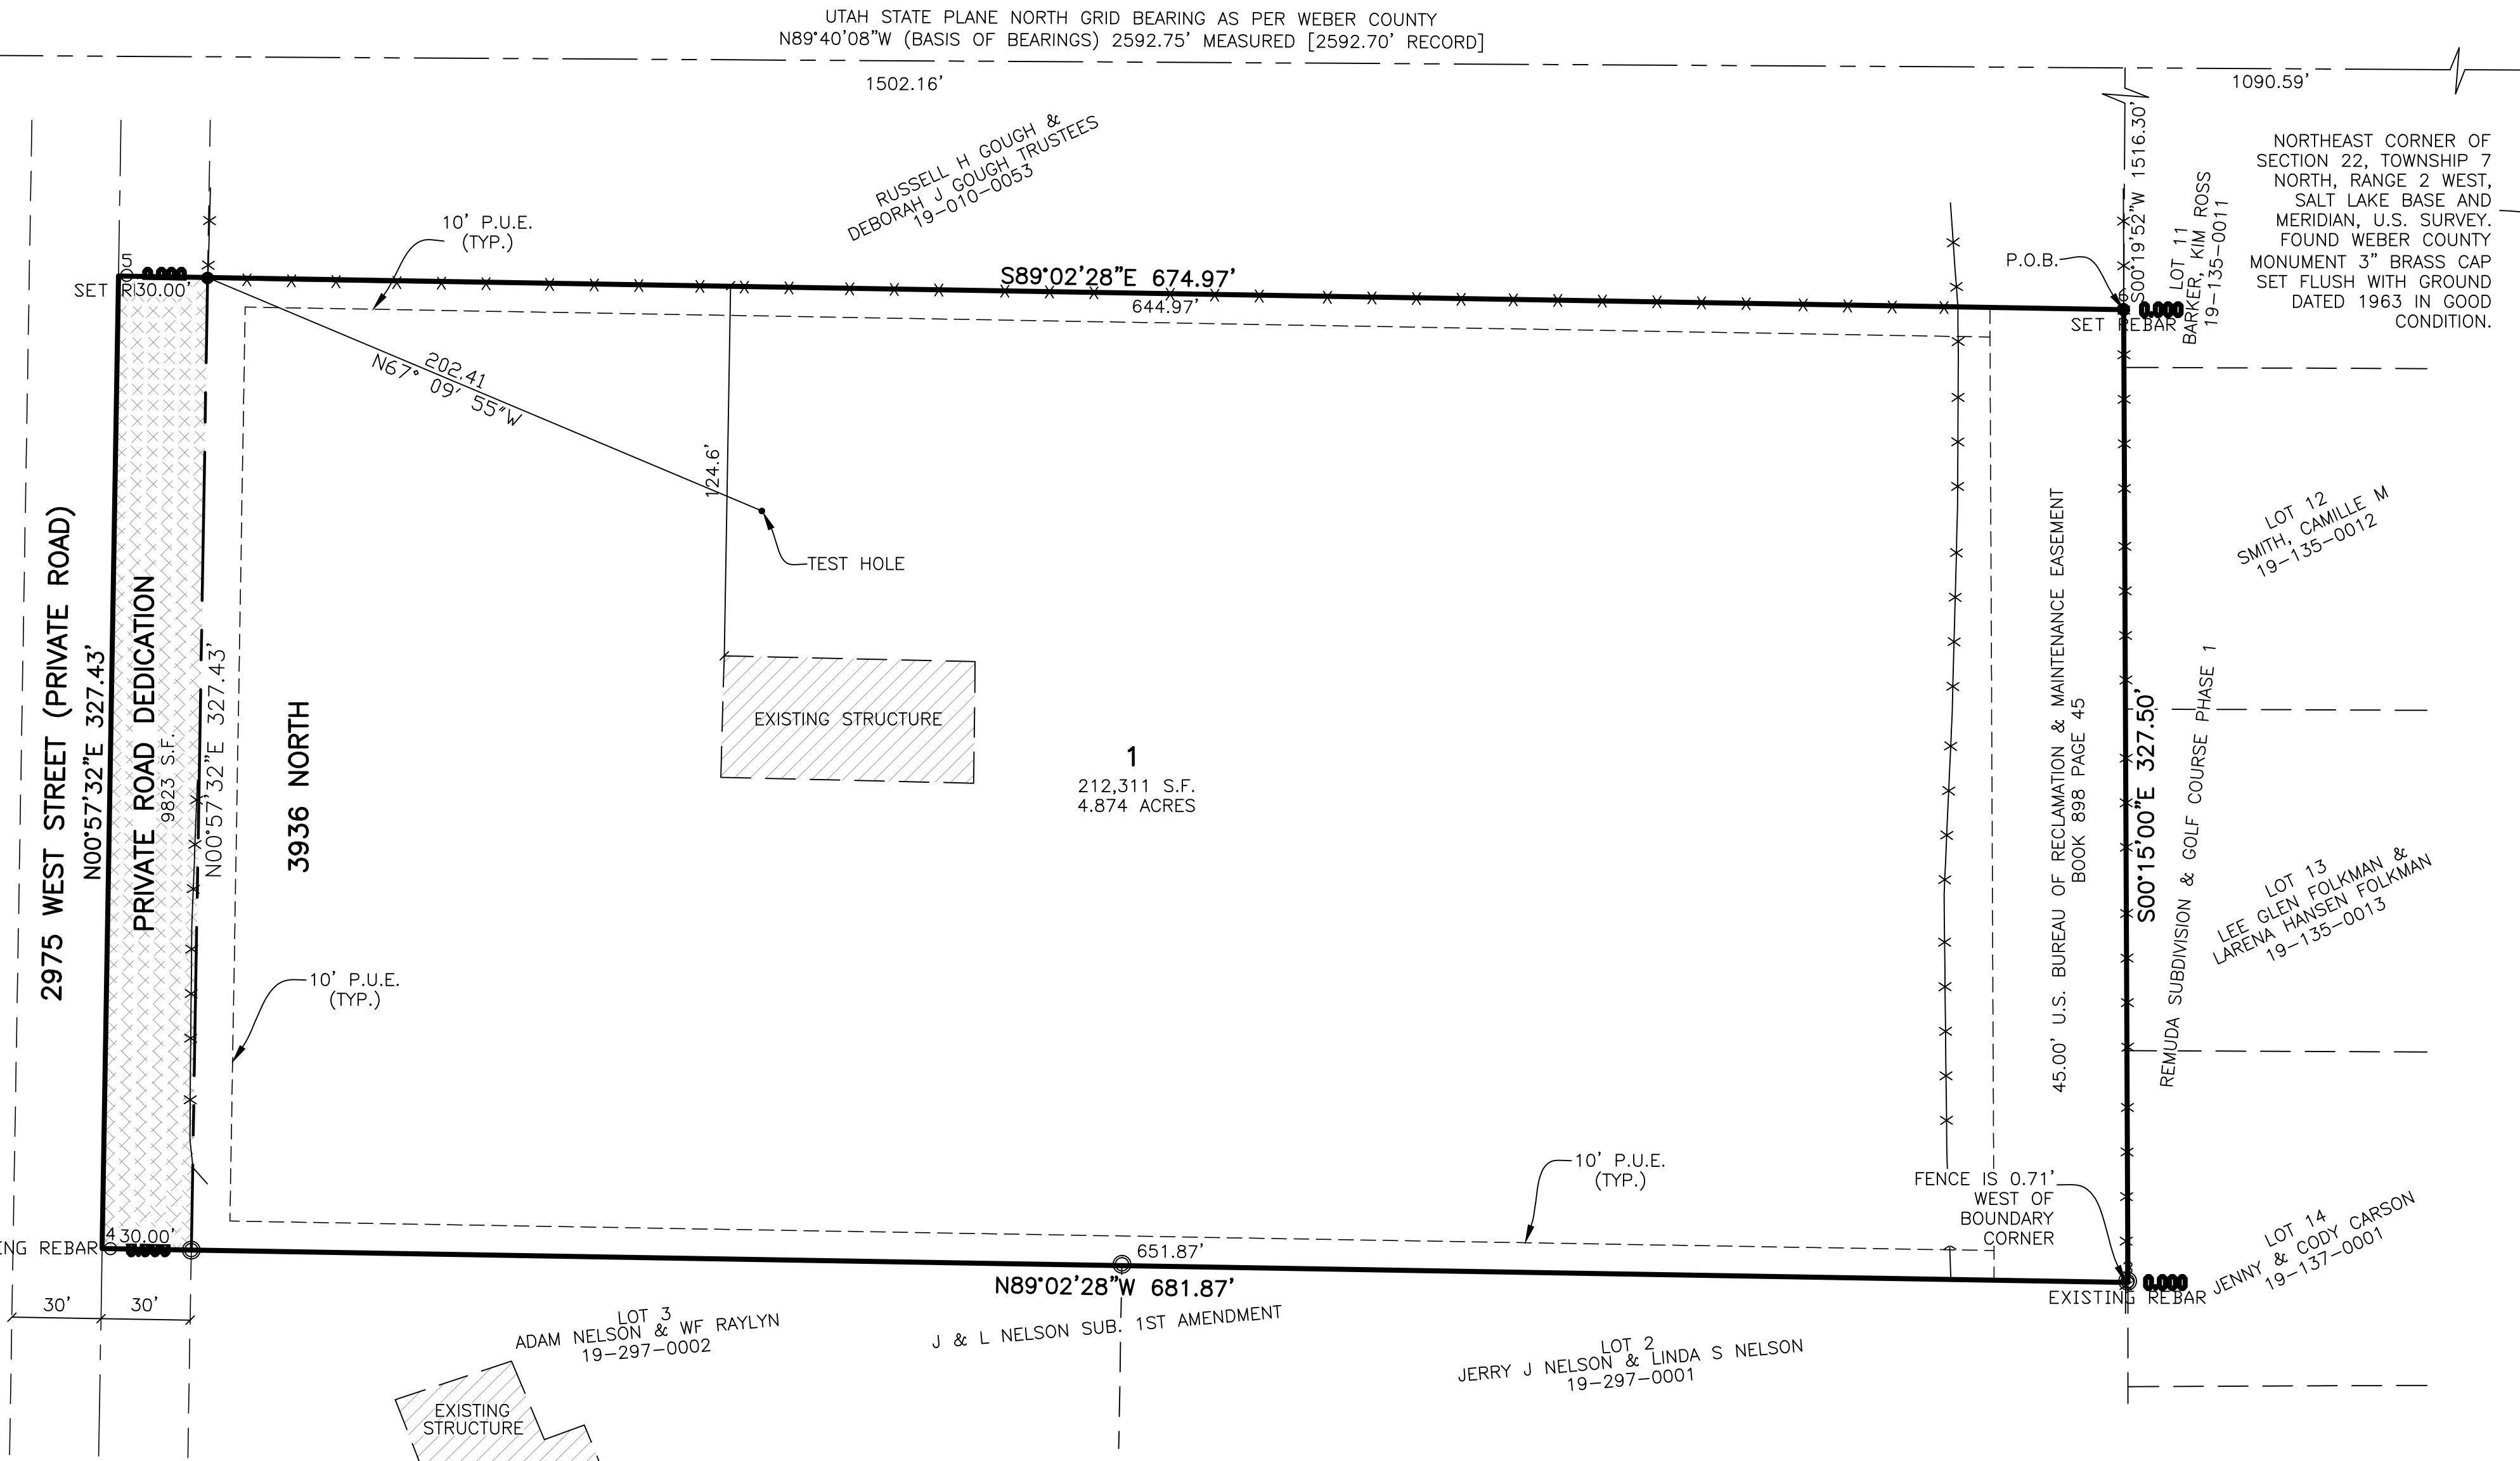 UTAH STATE PLANE NORTH GRID BEARING AS PER WEBER COUNTY
N89°40'08"W (BASIS OF BEARINGS) 2592.75' MEASURED [2592.70' RECORD]
1502.16'
1090.59'
RUSSELL H GOUGH &
DEBORAH J GOUGH TRUSTEES
19-010-0053
S00°19'52"W 1516.30'
LOT 11
BARKER, KIM ROSS
19-135-0011
NORTHEAST CORNER OF
SECTION 22, TOWNSHIP 7
NORTH, RANGE 2 WEST,
SALT LAKE BASE AND
MERIDIAN, U.S. SURVEY.
FOUND WEBER COUNTY
MONUMENT 3" BRASS CAP
SET FLUSH WITH GROUND
DATED 1963 IN GOOD
CONDITION.
10' P.U.E.
(TYP.)
P.O.B.
5
0.000
SET R
30.00'
S89°02'28"E 674.97'
644.97'
6
0.000
SET REBAR
202.41
N67° 09' 55"W
124.6'
TEST HOLE
LOT 12
SMITH, CAMILLE M
19-135-0012
2975 WEST STREET (PRIVATE ROAD)
N00°57'32"E 327.43'
PRIVATE ROAD DEDICATION
9823 S.F.
N00°57'32"E 327.43'
3936 NORTH
EXISTING STRUCTURE
1
212,311 S.F.
4.874 ACRES
45.00' U.S. BUREAU OF RECLAMATION & MAINTENANCE EASEMENT
BOOK 898 PAGE 45
S00°15'00"E 327.50'
REMUDA SUBDIVISION & GOLF COURSE PHASE 1
LOT 13
LEE GLEN FOLKMAN &
LARENA HANSEN FOLKMAN
19-135-0013
10' P.U.E.
(TYP.)
10' P.U.E.
(TYP.)
FENCE IS 0.71'
WEST OF
BOUNDARY
CORNER
LOT 14
JENNY & CODY CARSON
19-137-0001
4
30.00'
NG REBAR
651.87'
N89°02'28"W 681.87'
0.000
EXISTING REBAR
30'
30'
LOT 3
ADAM NELSON & WF RAYLYN
19-297-0002
J & L NELSON SUB. 1ST AMENDMENT
LOT 2
JERRY J NELSON & LINDA S NELSON
19-297-0001
EXISTING
STRUCTURE